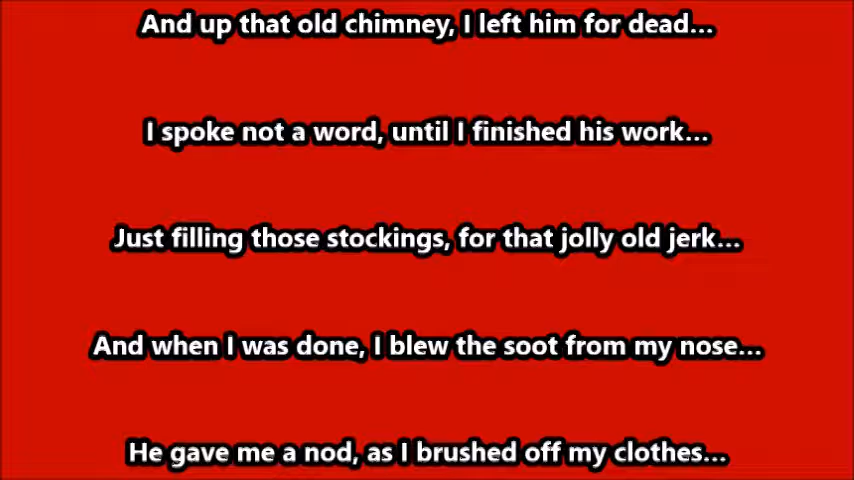 And up that old chimney, I left him for dead...
I spoke not a word, until I finished his work...
Just filling those stockings, for that jolly old jerk...
And when I was done, I blew the soot from my nose...
He gave me a nod, as I brushed off my clothes...